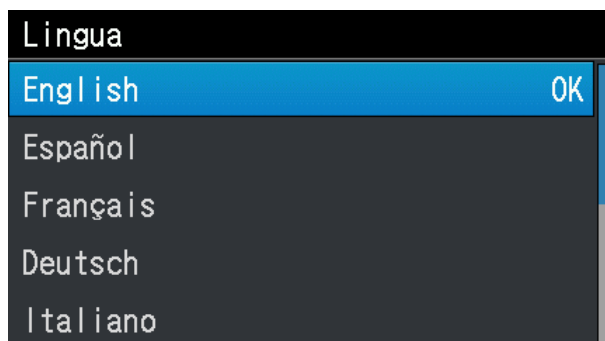 Lingua
English OK
Español
Français
Deutsch
Italiano